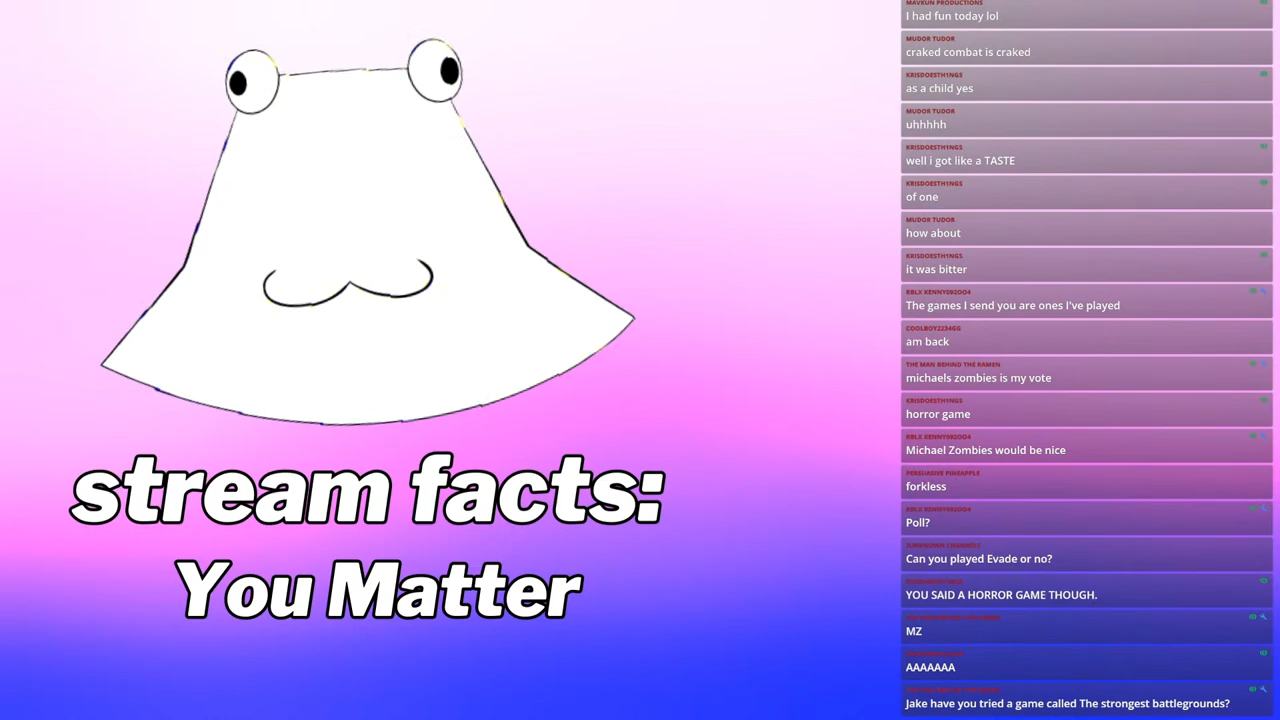 stream facts:
You Matter
MAVKUN PRODUCTIONS
I had fun today lol
MUDOR TUDOR
craked combat is craked
KRISDOESTH1NGS
as a child yes
MUDOR TUDOR
uhhhhh
KRISDOESTH1NGS
well i got like a TASTE
KRISDOESTH1NGS
of one
MUDOR TUDOR
how about
KRISDOESTH1NGS
it was bitter
RBLX KENNY092004
The games I send you are ones I've played
COOLBOY2234GG
am back
THE MAN BEHIND THE RAMEN
michaels zombies is my vote
KRISDOESTH1NGS
horror game
RBLX KENNY092004
Michael Zombies would be nice
PERSUASIVE PINEAPPLE
forkless
RBLX KENNY092004
Poll?
Can you played Evade or no?
YOU SAID A HORROR GAME THOUGH.
MZ
AAAAAAA
Jake have you tried a game called The strongest battlegrounds?